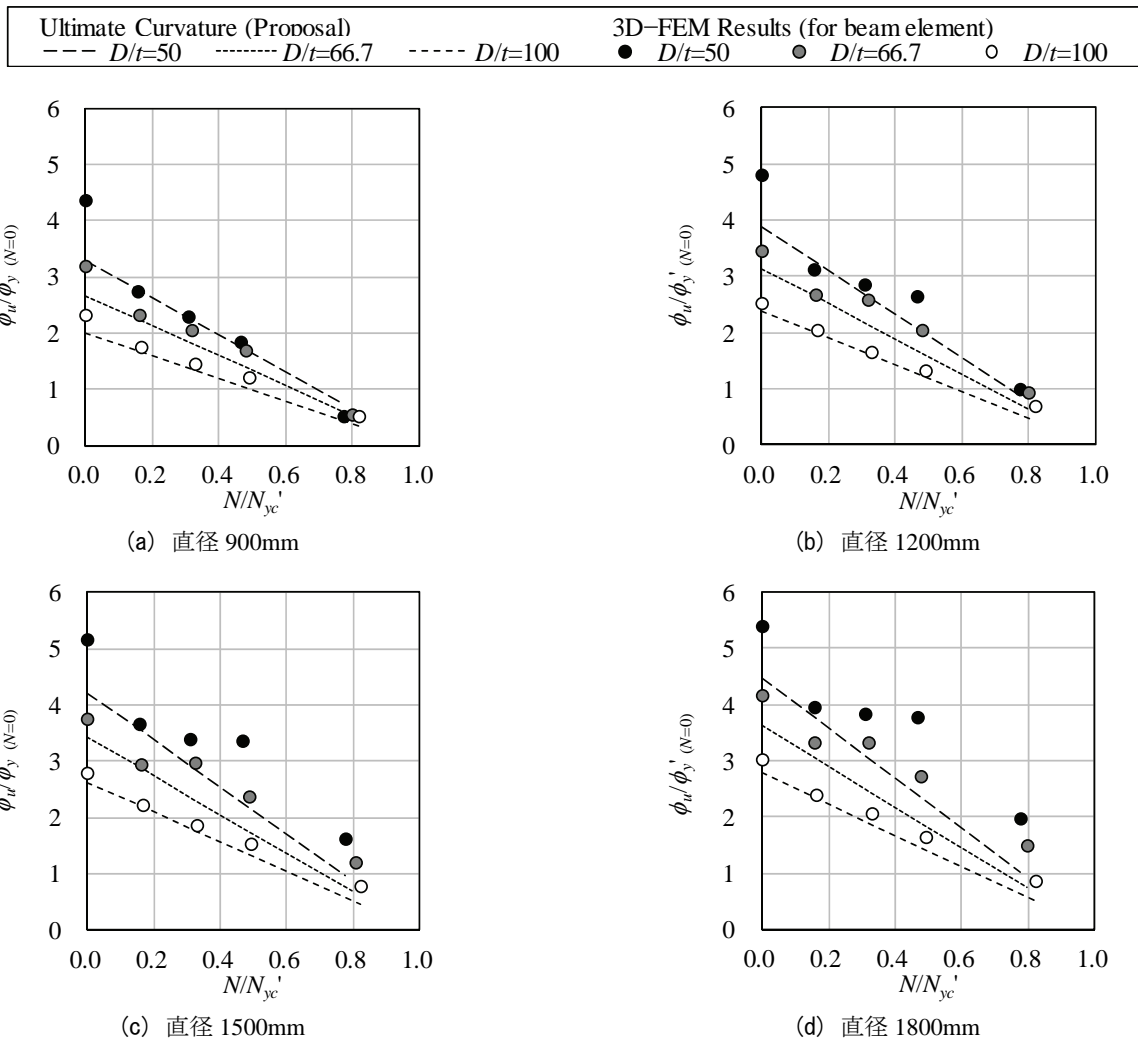 Ultimate Curvature (Proposal) 3D-FEM Results (for beam element)
D/t=50 D/t=66.7 D/t=100 D/t=50 D/t=66.7 D/t=100
6
5
4
3
2
1
0
ϕu/ϕy (N=0)
0.0 0.2 0.4 0.6 0.8 1.0
N/Nyc'
(a) 直径 900mm
6
5
4
3
2
1
0
ϕu/ϕy' (N=0)
0.0 0.2 0.4 0.6 0.8 1.0
N/Nyc'
(b) 直径 1200mm
6
5
4
3
2
1
0
ϕu/ϕy (N=0)
0.0 0.2 0.4 0.6 0.8 1.0
N/Nyc'
(c) 直径 1500mm
6
5
4
3
2
1
0
ϕu/ϕy' (N=0)
0.0 0.2 0.4 0.6 0.8 1.0
N/Nyc'
(d) 直径 1800mm